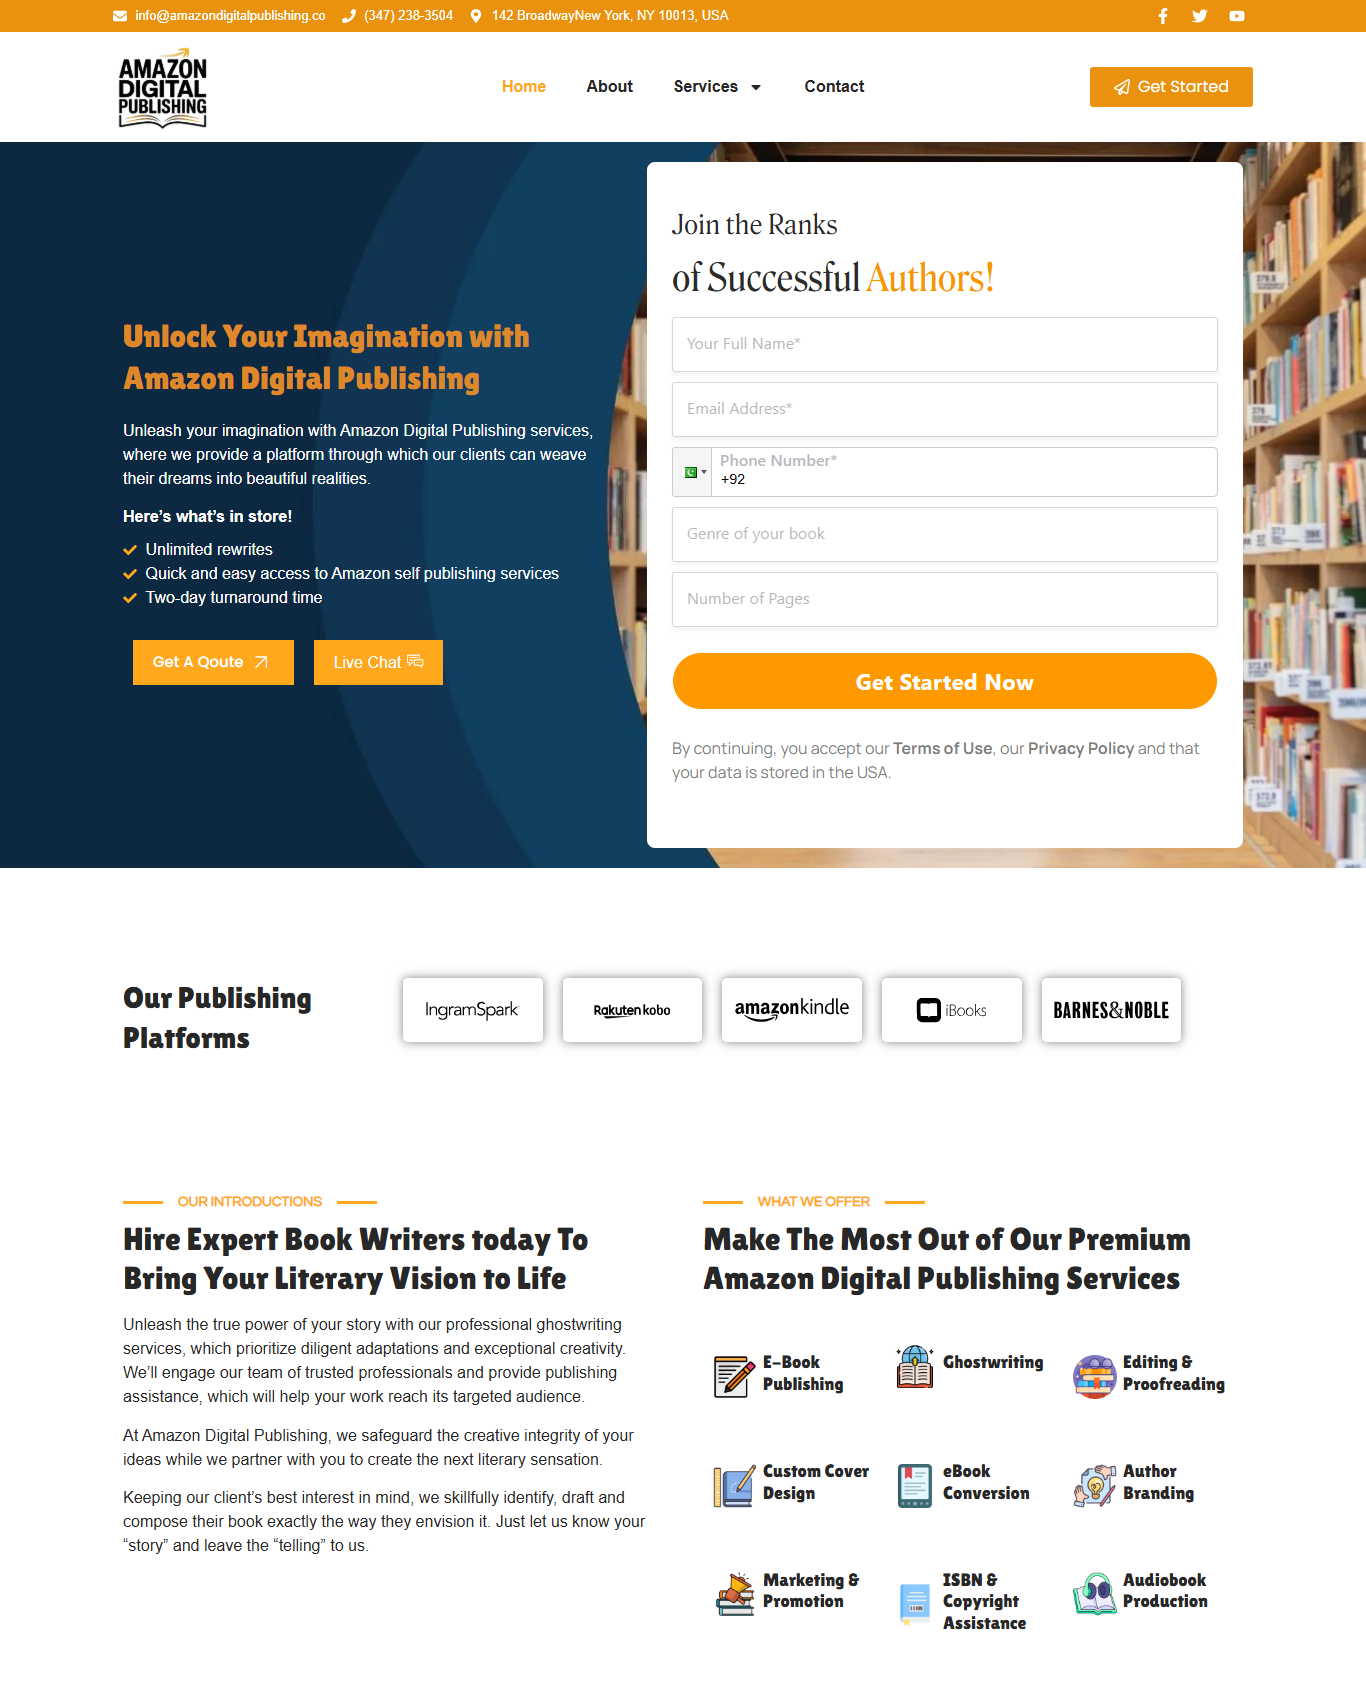 info@amazondigitalpublishing.co (347) 238-3504 142 BroadwayNew York, NY 10013, USA
AMAZON
DIGITAL
PUBLISHING
Home About Services Contact
Get Started
Join the Ranks
of Successful Authors!
Your Full Name*
Email Address*
Phone Number*
+92
Genre of your book
Number of Pages
Get Started Now
By continuing, you accept our Terms of Use, our Privacy Policy and that
your data is stored in the USA.
Unlock Your Imagination with
Amazon Digital Publishing
Unleash your imagination with Amazon Digital Publishing services,
where we provide a platform through which our clients can weave
their dreams into beautiful realities.
Here's what's in store!
Unlimited rewrites
Quick and easy access to Amazon self publishing services
Two-day turnaround time
Get A Qoute
Live Chat
Our Publishing
Platforms
IngramSpark
Rakuten kobo
amazonkindle
iBooks
BARNES&NOBLE
OUR INTRODUCTIONS
Hire Expert Book Writers today To
Bring Your Literary Vision to Life
Unleash the true power of your story with our professional ghostwriting
services, which prioritize diligent adaptations and exceptional creativity.
We'll engage our team of trusted professionals and provide publishing
assistance, which will help your work reach its targeted audience.
At Amazon Digital Publishing, we safeguard the creative integrity of your
ideas while we partner with you to create the next literary sensation.
Keeping our client's best interest in mind, we skillfully identify, draft and
compose their book exactly the way they envision it. Just let us know your
“story” and leave the “telling” to us.
WHAT WE OFFER
Make The Most Out of Our Premium
Amazon Digital Publishing Services
E-Book
Publishing
Ghostwriting
Editing &
Proofreading
Custom Cover
Design
eBook
Conversion
Author
Branding
Marketing &
Promotion
ISBN &
Copyright
Assistance
Audiobook
Production